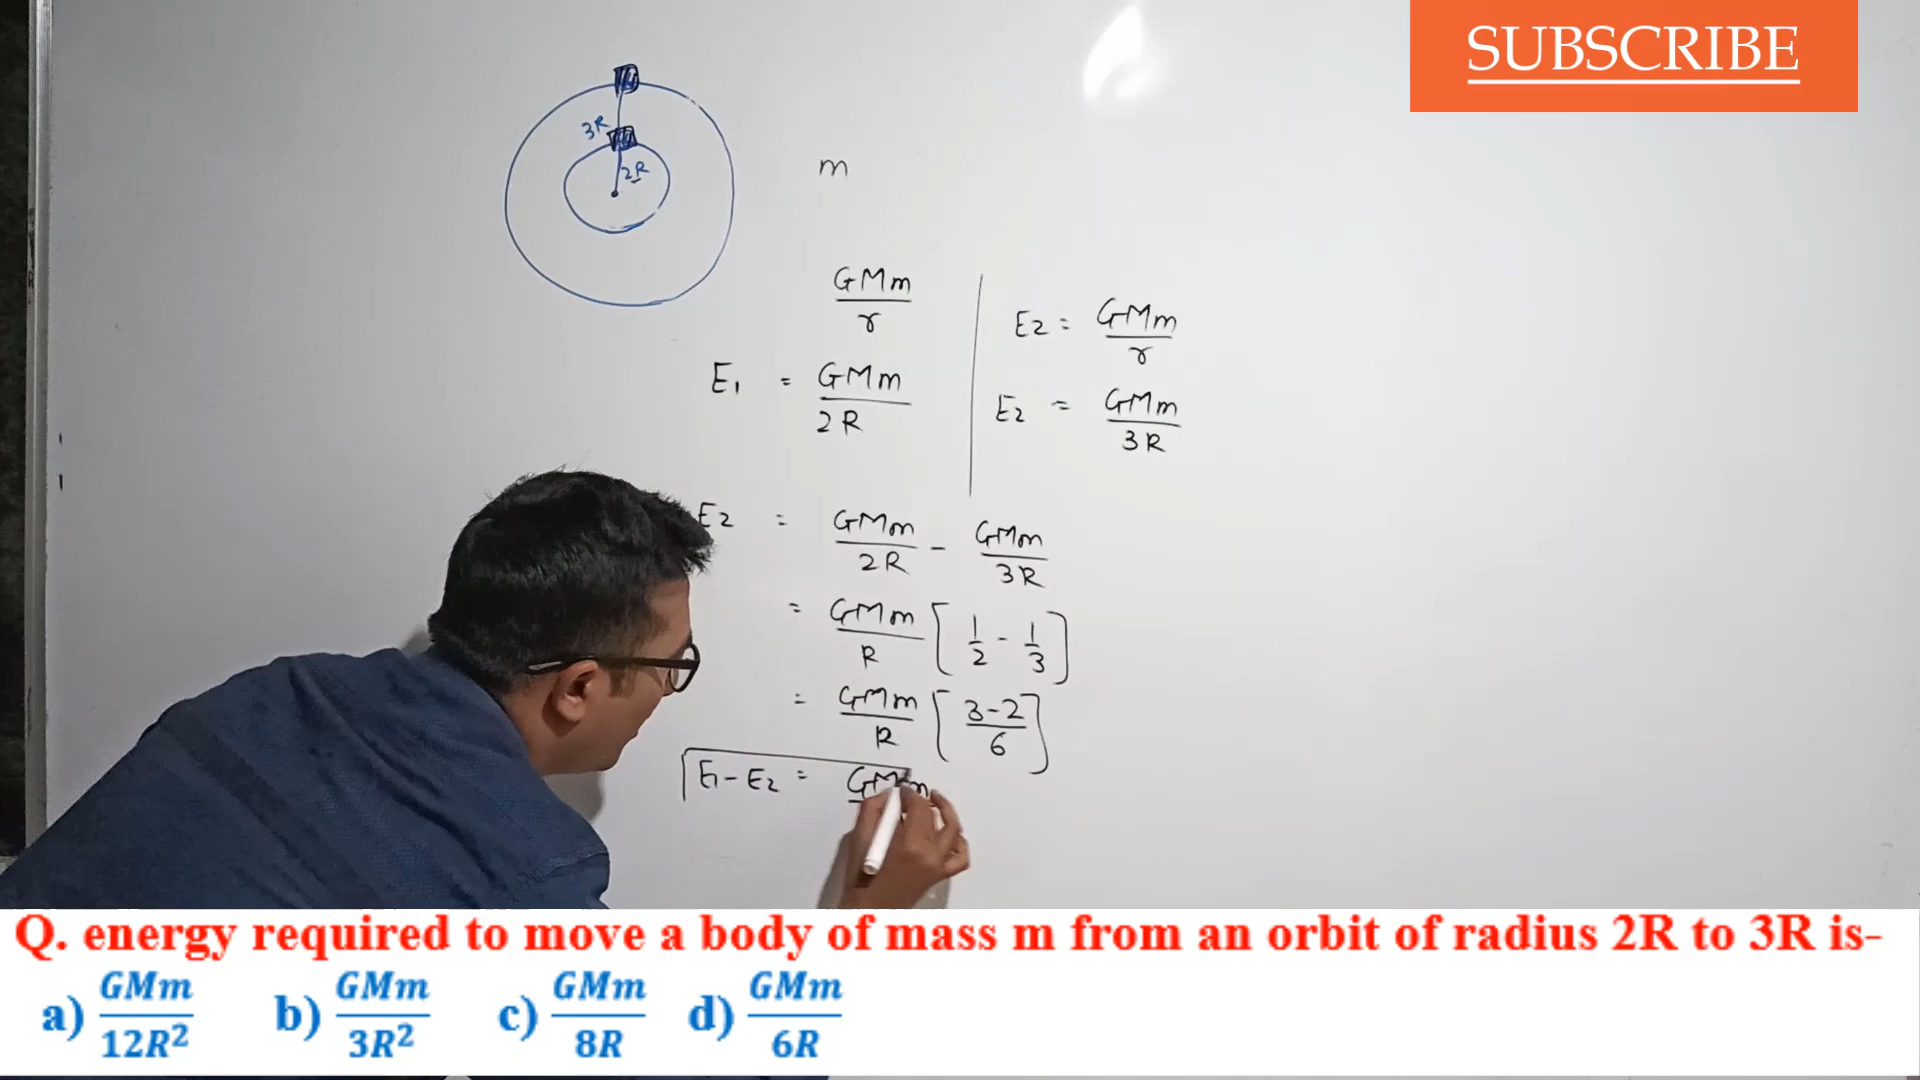 SUBSCRIBE
3R
2R
m
GMm
r
E1 = GMm
2R
E2 = GMm
r
E2 = GMm
3R
E2 = GMm/2R - GMm/3R
= GMm/R [1/2 - 1/3]
= GMm/R [3-2/6]
E1 - E2 = GMm
Q. energy required to move a body of mass m from an orbit of radius 2R to 3R is-
a) GMm/12R² b) GMm/3R² c) GMm/8R d) GMm/6R